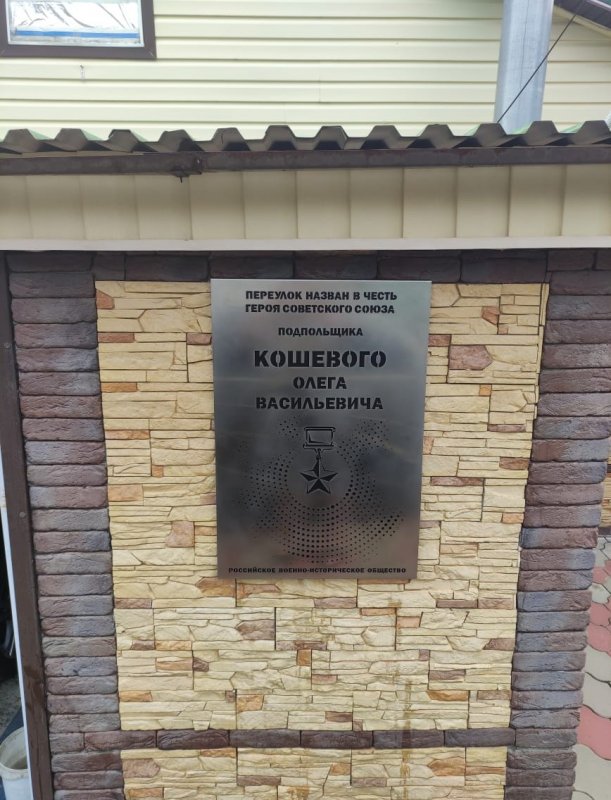 ПЕРЕУЛОК НАЗВАН В ЧЕСТЬ
ГЕРОЯ СОВЕТСКОГО СОЮЗА
ПОДПОЛЬЩИКА
КОШЕВОГО
ОЛЕГА
ВАСИЛЬЕВИЧА
РОССИЙСКОЕ ВОЕННО-ИСТОРИЧЕСКОЕ ОБЩЕСТВО